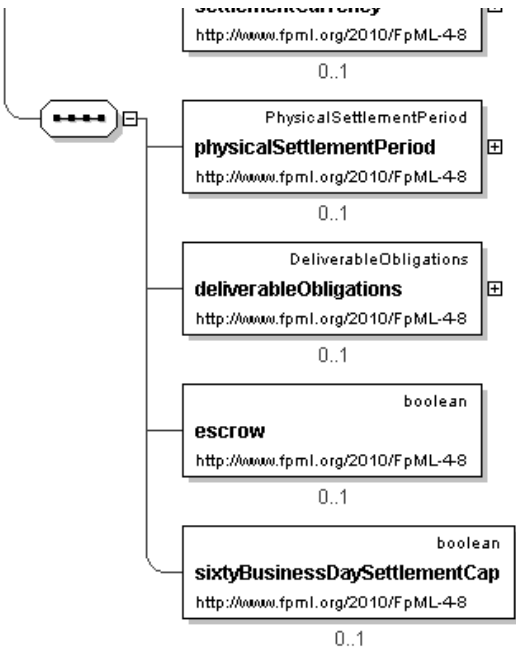 settlementCurrency
http://www.fpml.org/2010/FpML-4-8
0..1
PhysicalSettlementPeriod
physicalSettlementPeriod
http://www.fpml.org/2010/FpML-4-8
0..1
DeliverableObligations
deliverableObligations
http://www.fpml.org/2010/FpML-4-8
0..1
boolean
escrow
http://www.fpml.org/2010/FpML-4-8
0..1
boolean
sixtyBusinessDaySettlementCap
http://www.fpml.org/2010/FpML-4-8
0..1